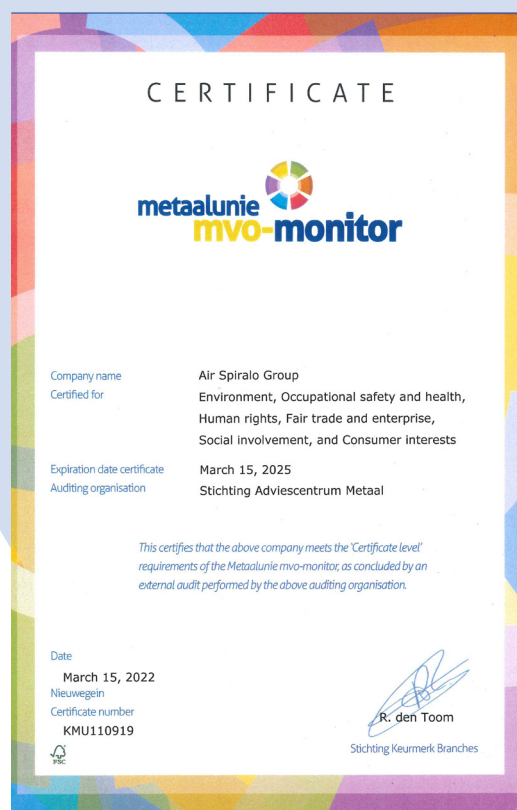 CERTIFICATE
metaalunie
mvo-monitor
Company name Air Spiralo Group
Certified for Environment, Occupational safety and health,
Human rights, Fair trade and enterprise,
Social involvement, and Consumer interests
Expiration date certificate March 15, 2025
Auditing organisation Stichting Adviescentrum Metaal
This certifies that the above company meets the 'Certificate level'
requirements of the Metaalunie mvo-monitor, as concluded by an
external audit performed by the above auditing organisation.
Date
March 15, 2022
Nieuwegein
Certificate number
KMU110919
FSC
R. den Toom
Stichting Keurmerk Branches